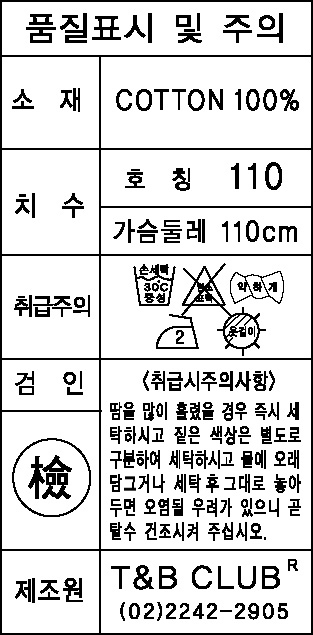 품질표시 및 주의
소 재
COTTON 100%
치 수
호 칭 110
가슴둘레 110cm
취급주의
손세탁
30℃
중성
염소
표백
약하게
2
옷걸이
검 인
檢
〈취급시주의사항〉
땀을 많이 흘렸을 경우 즉시 세
탁하시고 짙은 색상은 별도로
구분하여 세탁하시고 물에 오래
담그거나 세탁 후 그대로 놓아
두면 오염될 우려가 있으니 곧
탈수 건조시켜 주십시오.
제조원
T&B CLUB R
(02)2242-2905